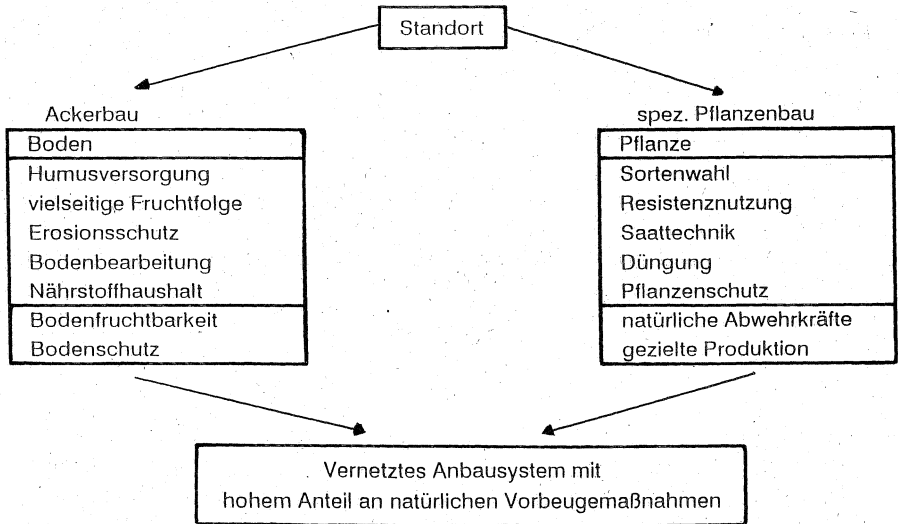 Standort
Ackerbau
Boden
Humusversorgung
vielseitige Fruchtfolge
Erosionsschutz
Bodenbearbeitung
Nährstoffhaushalt
Bodenfruchtbarkeit
Bodenschutz
spez. Pflanzenbau
Pflanze
Sortenwahl
Resistenznutzung
Saattechnik
Düngung
Pflanzenschutz
natürliche Abwehrkräfte
gezielte Produktion
Vernetztes Anbausystem mit
hohem Anteil an natürlichen Vorbeugemaßnahmen